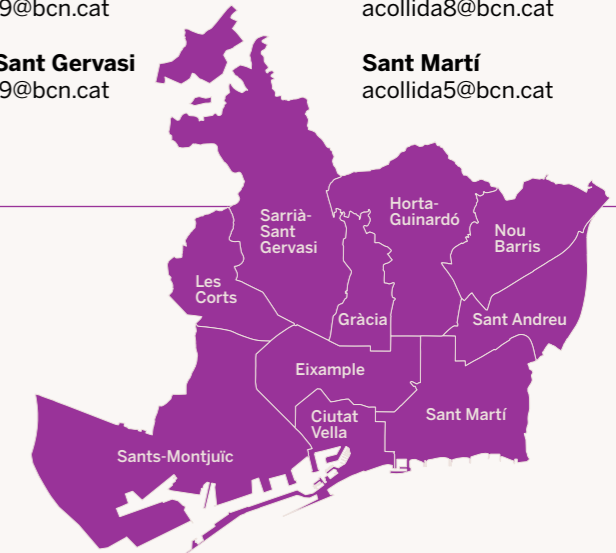 9@bcn.cat
Sant Gervasi
9@bcn.cat
acollida8@bcn.cat
Sant Martí
acollida5@bcn.cat
Sarrià-
Sant
Gervasi
Horta-
Guinardó
Nou
Barris
Les
Corts
Gràcia
Sant Andreu
Eixample
Ciutat
Vella
Sant Martí
Sants-Montjuïc